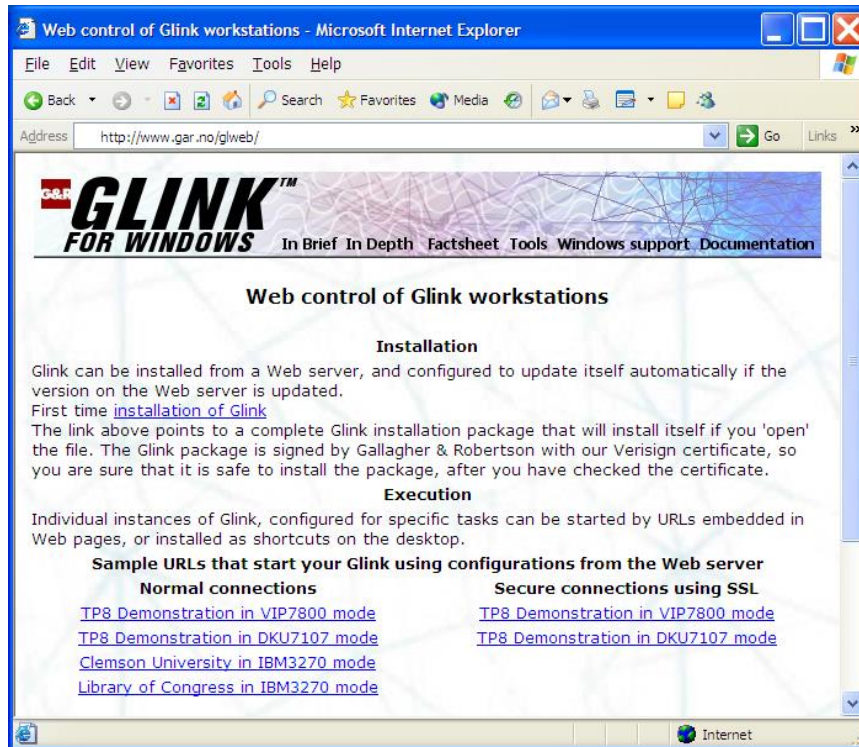 Web control of Glink workstations - Microsoft Internet Explorer
File Edit View Favorites Tools Help
Back Search Favorites Media
Address http://www.gar.no/glweb/ Go Links »
G&R GLINK™
FOR WINDOWS In Brief In Depth Factsheet Tools Windows support Documentation
Web control of Glink workstations
Installation
Glink can be installed from a Web server, and configured to update itself automatically if the
version on the Web server is updated.
First time installation of Glink
The link above points to a complete Glink installation package that will install itself if you 'open'
the file. The Glink package is signed by Gallagher & Robertson with our Verisign certificate, so
you are sure that it is safe to install the package, after you have checked the certificate.
Execution
Individual instances of Glink, configured for specific tasks can be started by URLs embedded in
Web pages, or installed as shortcuts on the desktop.
Sample URLs that start your Glink using configurations from the Web server
Normal connections Secure connections using SSL
TP8 Demonstration in VIP7800 mode TP8 Demonstration in VIP7800 mode
TP8 Demonstration in DKU7107 mode TP8 Demonstration in DKU7107 mode
Clemson University in IBM3270 mode
Library of Congress in IBM3270 mode
Internet